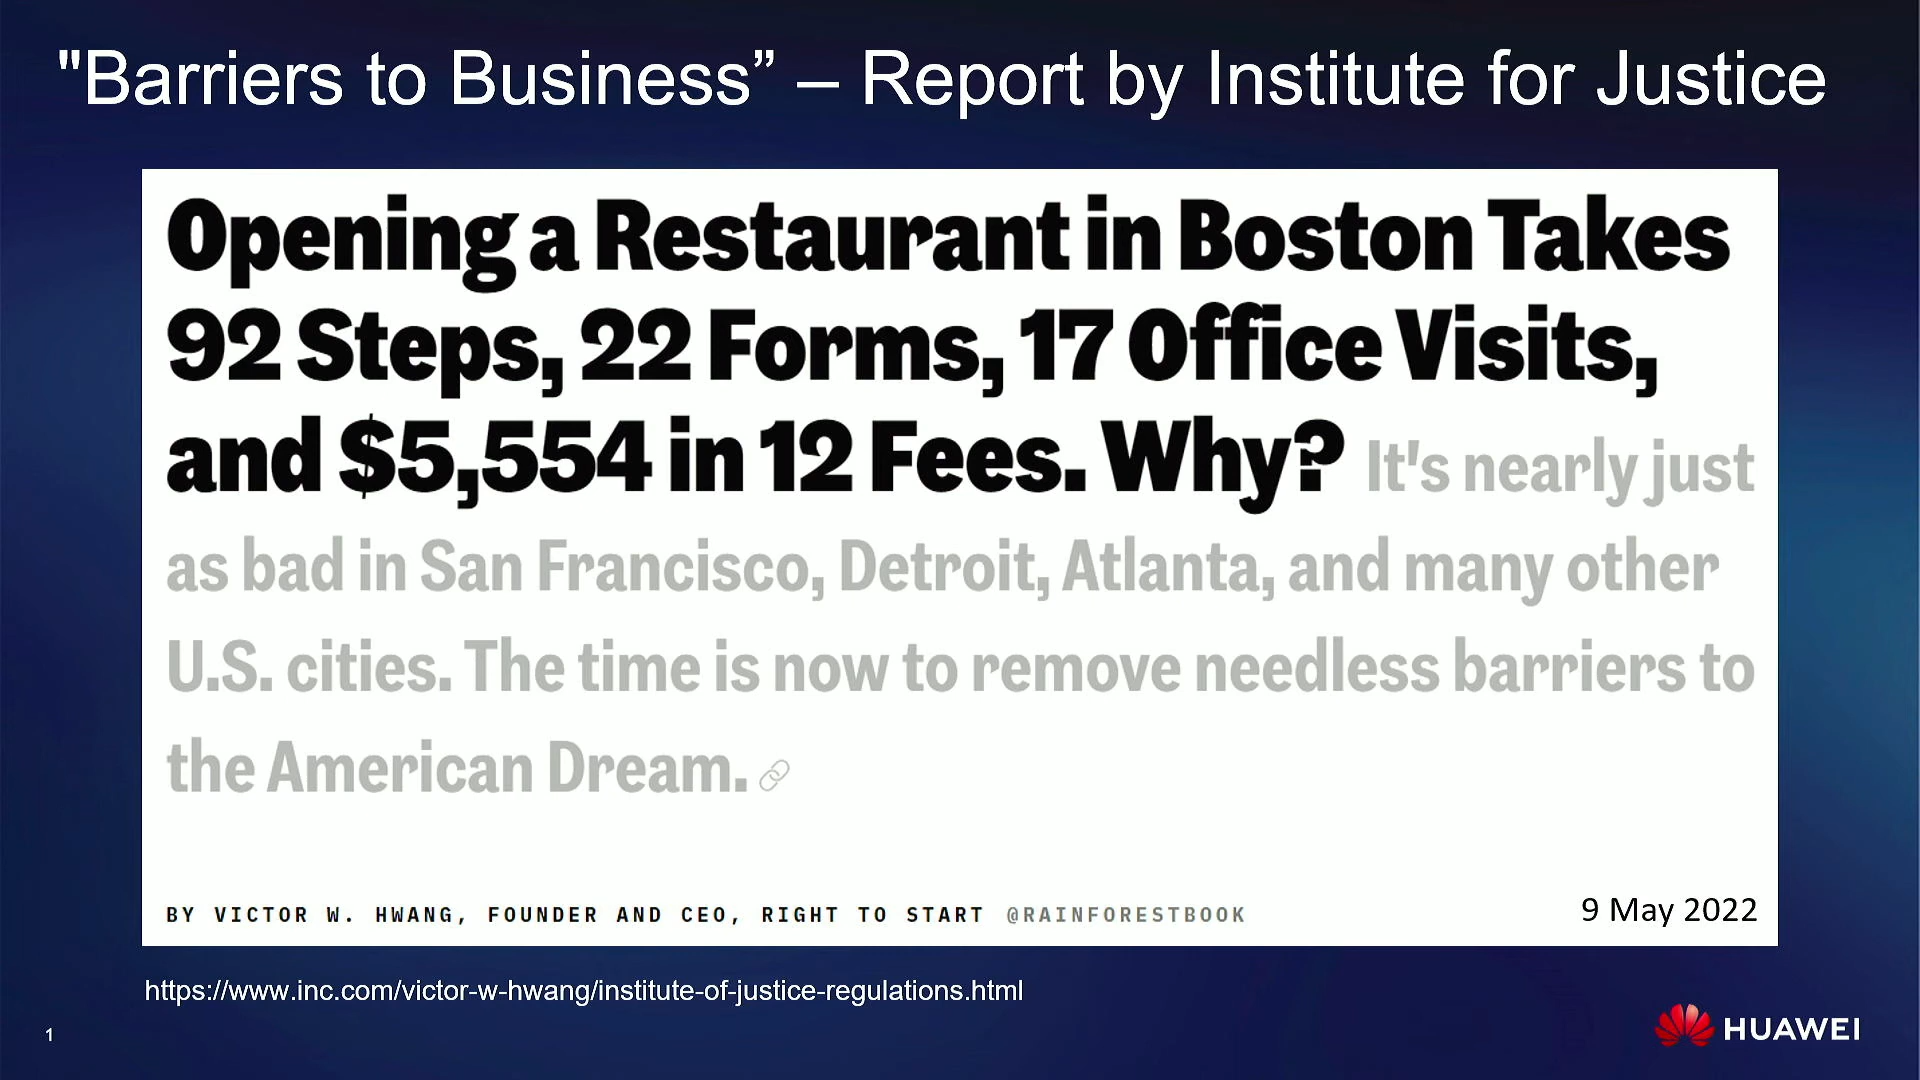 "Barriers to Business” – Report by Institute for Justice
Opening a Restaurant in Boston Takes
92 Steps, 22 Forms, 17 Office Visits,
and $5,554 in 12 Fees. Why? It's nearly just
as bad in San Francisco, Detroit, Atlanta, and many other
U.S. cities. The time is now to remove needless barriers to
the American Dream.
BY VICTOR W. HWANG, FOUNDER AND CEO, RIGHT TO START @RAINFORESTBOOK
9 May 2022
https://www.inc.com/victor-w-hwang/institute-of-justice-regulations.html
1
HUAWEI